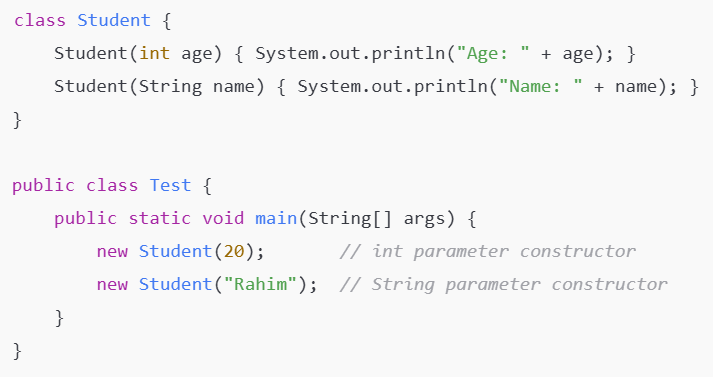 class Student {
    Student(int age) { System.out.println("Age: " + age); }
    Student(String name) { System.out.println("Name: " + name); }
}

public class Test {
    public static void main(String[] args) {
        new Student(20);       // int parameter constructor
        new Student("Rahim");  // String parameter constructor
    }
}